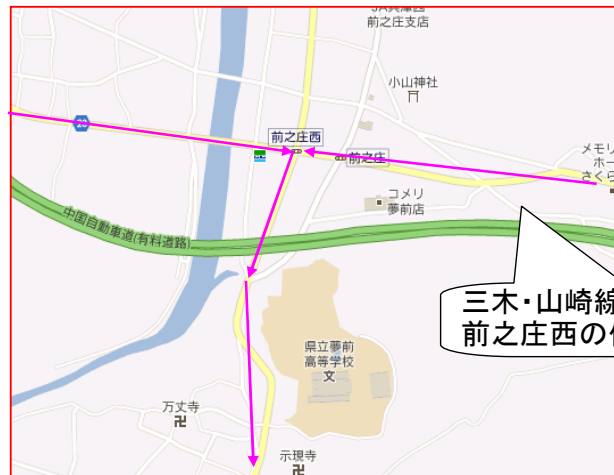 JA兵庫西
前之庄支店
小山神社
23
前之庄西
前之庄
メモリ
ホー
さくら
コメリ
夢前店
中国自動車道(有料道路)
三木・山崎線
前之庄西の
県立夢前
高等学校
文
万丈寺
示現寺